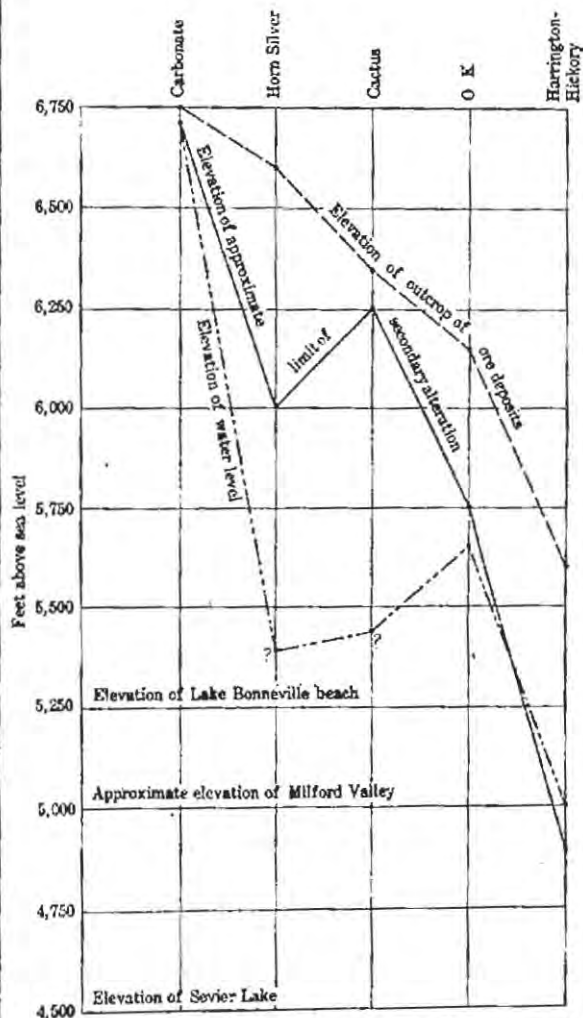 Carbonate
Horn Silver
Cactus
O K
Harrington-
Hickory
6,750
6,500
6,250
6,000
5,750
5,500
5,250
5,000
4,750
4,500
Feet above sea level
Elevation of approximate
limit of
secondary alteration
Elevation of outcrop of ore deposits
Elevation of water level
?
?
Elevation of Lake Bonneville beach
Approximate elevation of Milford Valley
Elevation of Sevier Lake